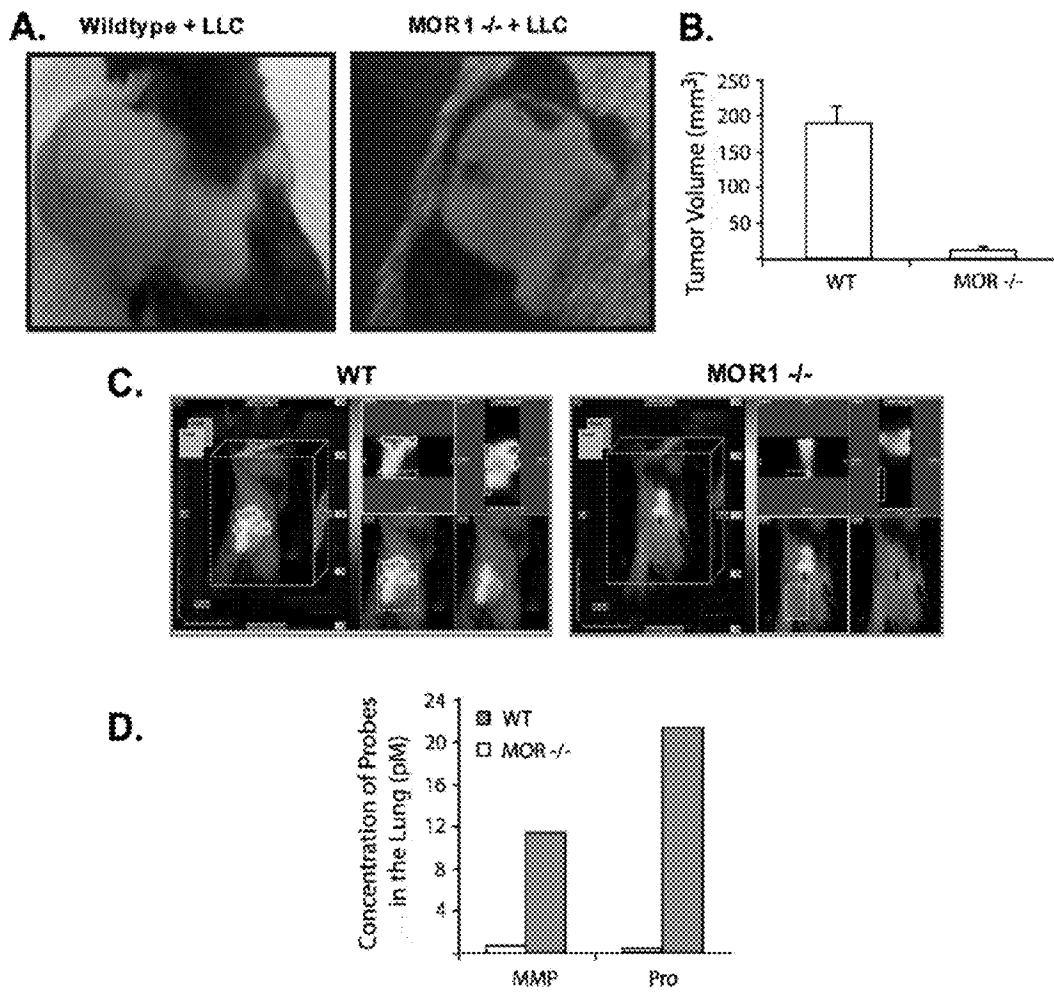 A.
Wildtype + LLC
MOR1 -/- + LLC
B.
Tumor Volume (mm³)
250
200
150
100
50
WT
MOR -/-
C.
WT
MOR1 -/-
D.
Concentration of Probes
in the Lung (pM)
24
20
16
12
8
4
WT
MOR -/-
MMP
Pro